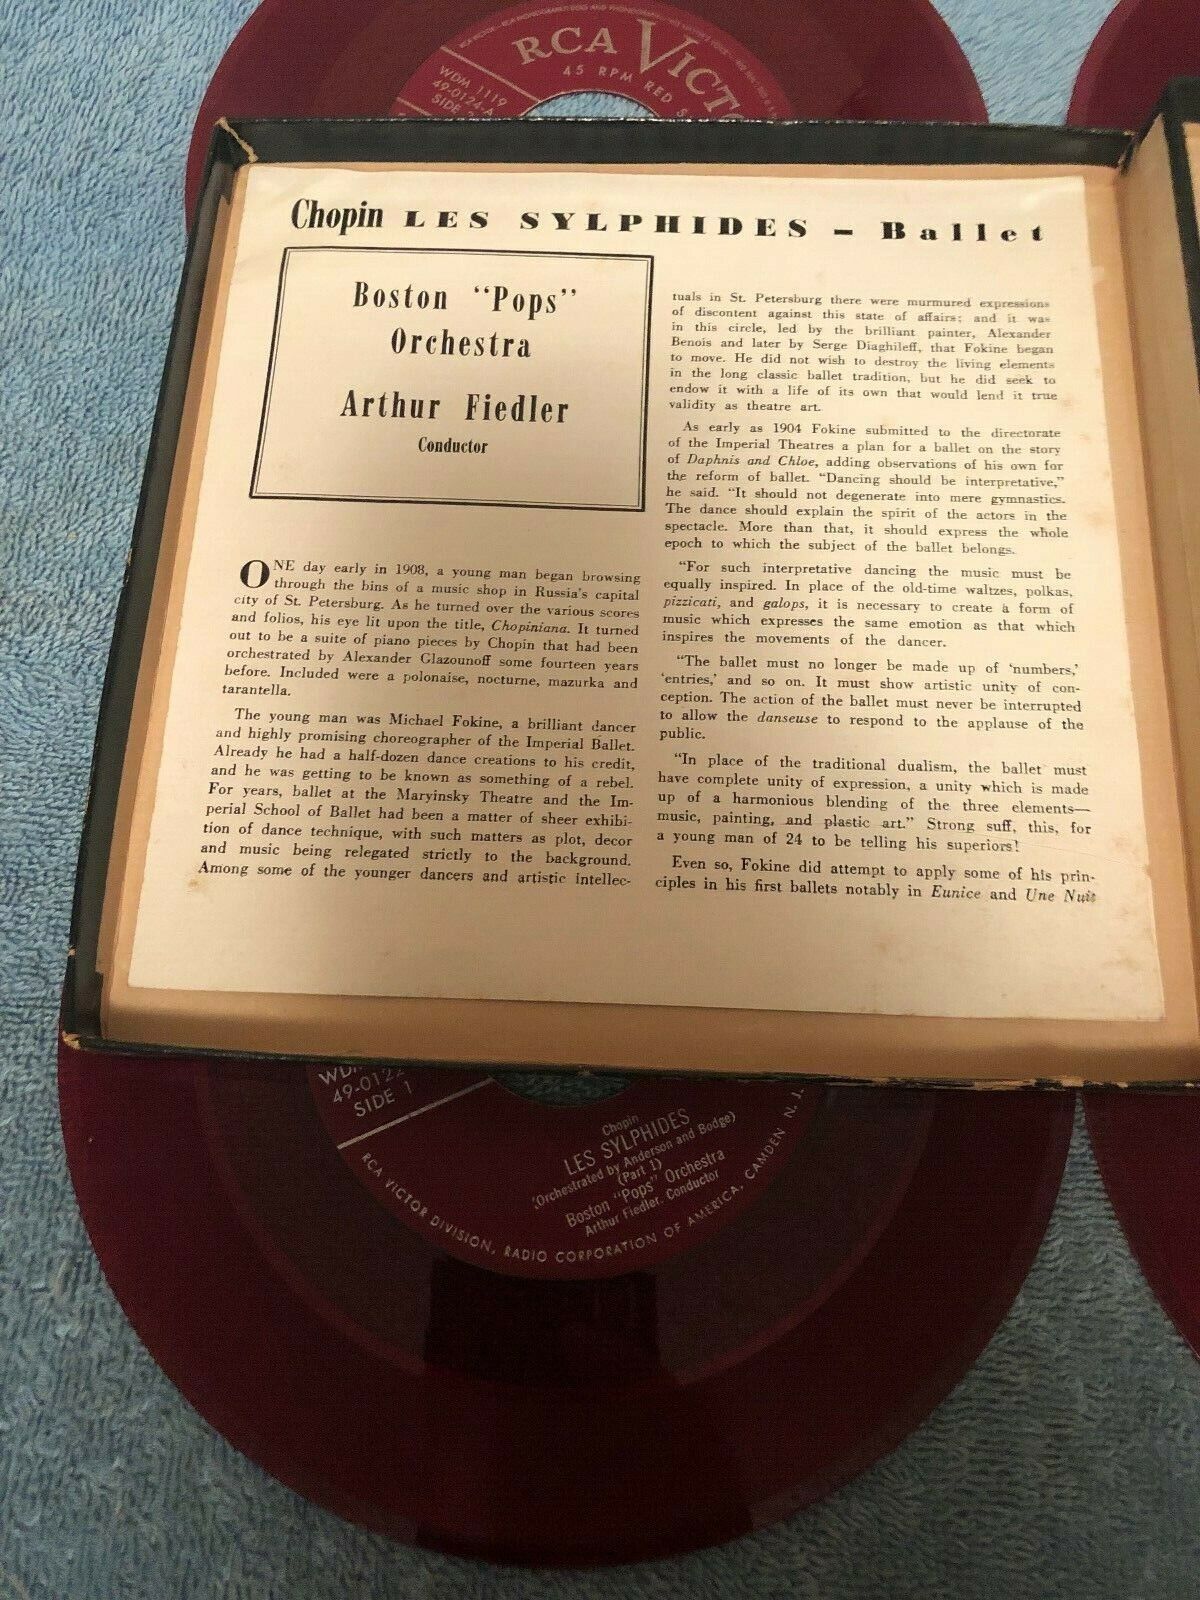 RCA VICT
45 RPM RED S
WDM 1119
49-0124-A
SIDE
Chopin LES SYLPHIDES – Ballet
Boston "Pops"
Orchestra
Arthur Fiedler
Conductor
ONE day early in 1908, a young man began browsing
through the bins of a music shop in Russia's capital
city of St. Petersburg. As he turned over the various scores
and folios, his eye lit upon the title, Chopiniana. It turned
out to be a suite of piano pieces by Chopin that had been
orchestrated by Alexander Glazounoff some fourteen years
before. Included were a polonaise, nocturne, mazurka and
tarantella.
The young man was Michael Fokine, a brilliant dancer
and highly promising choreographer of the Imperial Ballet.
Already he had a half-dozen dance creations to his credit,
and he was getting to be known as something of a rebel.
For years, ballet at the Maryinsky Theatre and the Im-
perial School of Ballet had been a matter of sheer exhibi-
tion of dance technique, with such matters as plot, decor
and music being relegated strictly to the background.
Among some of the younger dancers and artistic intellec-
tuals in St. Petersburg there were murmured expressions
of discontent against this state of affairs; and it was
in this circle, led by the brilliant painter, Alexander
Benois and later by Serge Diaghileff, that Fokine began
to move. He did not wish to destroy the living elements
in the long classic ballet tradition, but he did seek to
endow it with a life of its own that would lend it true
validity as theatre art.
As early as 1904 Fokine submitted to the directorate
of the Imperial Theatres a plan for a ballet on the story
of Daphnis and Chloe, adding observations of his own for
the reform of ballet. "Dancing should be interpretative,"
he said. "It should not degenerate into mere gymnastics.
The dance should explain the spirit of the actors in the
spectacle. More than that, it should express the whole
epoch to which the subject of the ballet belongs.
"For such interpretative dancing the music must be
equally inspired. In place of the old-time waltzes, polkas,
pizzicati, and galops, it is necessary to create a form of
music which expresses the same emotion as that which
inspires the movements of the dancer.
"The ballet must no longer be made up of 'numbers,'
'entries,' and so on. It must show artistic unity of con-
ception. The action of the ballet must never be interrupted
to allow the danseuse to respond to the applause of the
public.
"In place of the traditional dualism, the ballet must
have complete unity of expression, a unity which is made
up of a harmonious blending of the three elements—
music, painting, and plastic art." Strong suff, this, for
a young man of 24 to be telling his superiors!
Even so, Fokine did attempt to apply some of his prin-
ciples in his first ballets notably in Eunice and Une Nuit
49-0122
SIDE 1
Chopin
LES SYLPHIDES
(Orchestrated by Anderson and Bodge)
(Part 1)
Boston "Pops" Orchestra
Arthur Fiedler, Conductor
RCA VICTOR DIVISION, RADIO CORPORATION OF AMERICA, CAMDEN N. J.